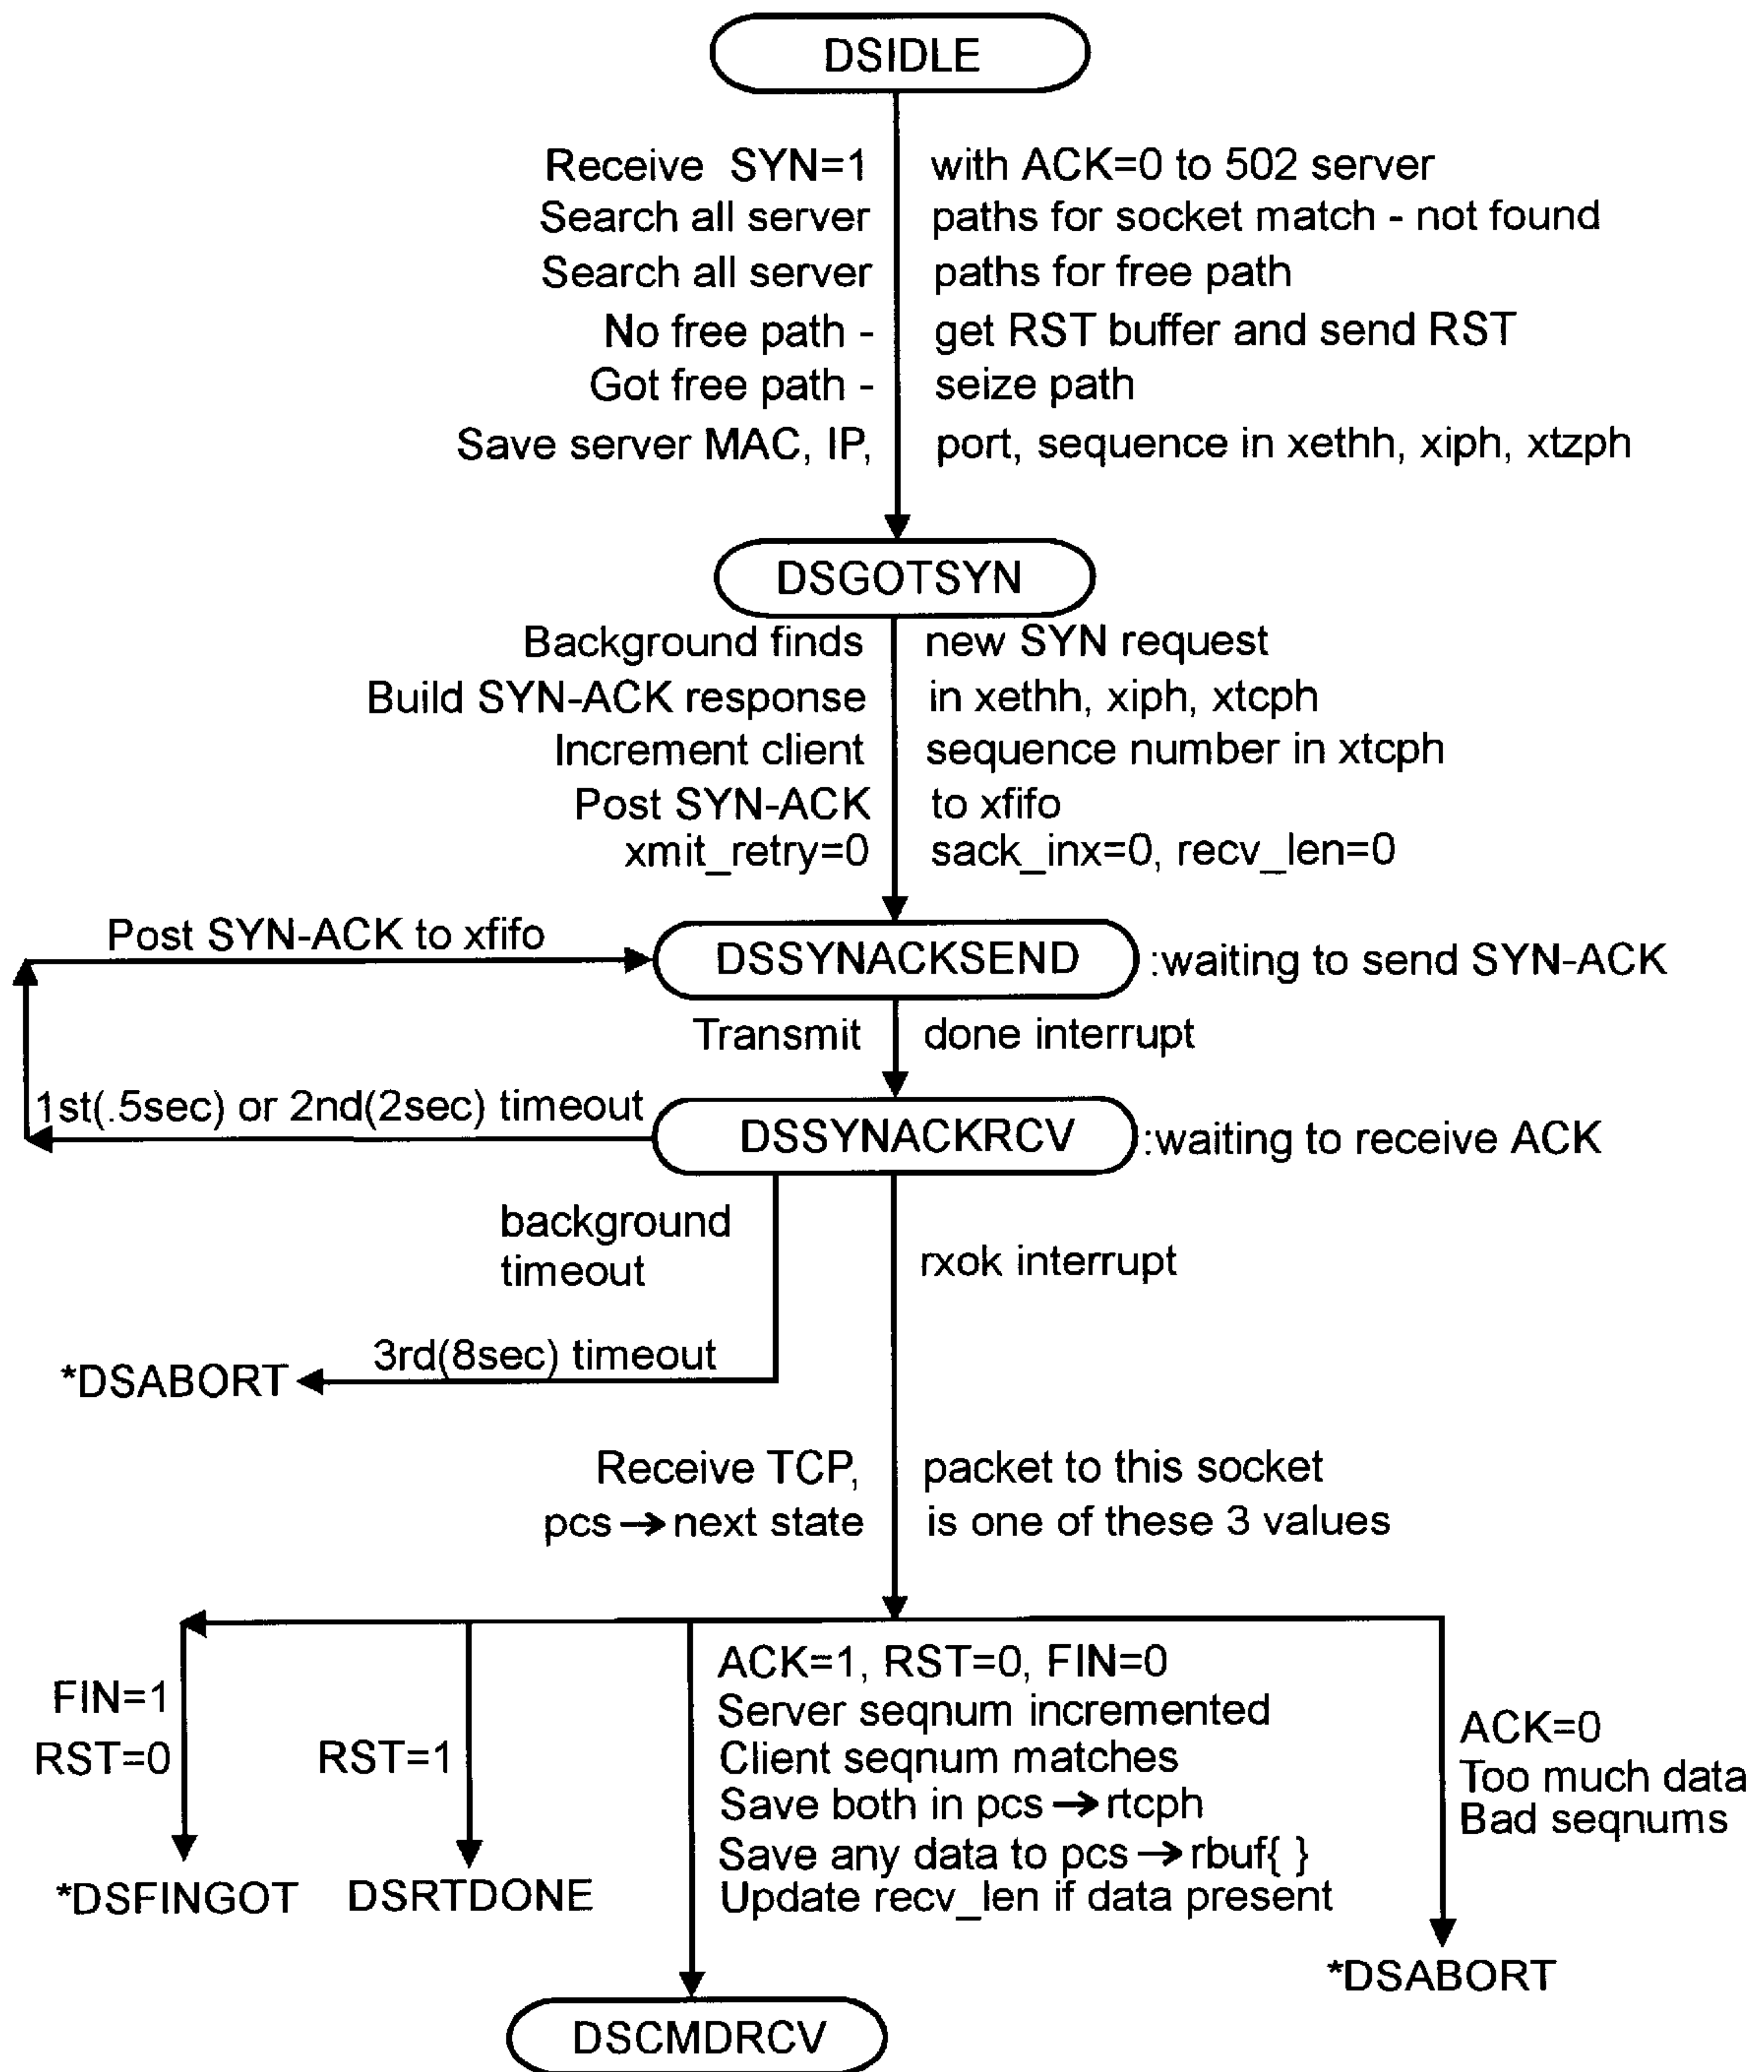 DSIDLE
Receive SYN=1 with ACK=0 to 502 server
Search all server paths for socket match - not found
Search all server paths for free path
No free path - get RST buffer and send RST
Got free path - seize path
Save server MAC, IP, port, sequence in xethh, xiph, xtzph
DSGOTSYN
Background finds new SYN request
Build SYN-ACK response in xethh, xiph, xtcph
Increment client sequence number in xtcph
Post SYN-ACK to xfifo
xmit_retry=0 sack_inx=0, recv_len=0
Post SYN-ACK to xfifo
DSSYNACKSEND :waiting to send SYN-ACK
Transmit done interrupt
1st(.5sec) or 2nd(2sec) timeout
DSSYNACKRCV :waiting to receive ACK
background
timeout
rxok interrupt
3rd(8sec) timeout
*DSABORT
Receive TCP, packet to this socket
pcs→next state is one of these 3 values
FIN=1
RST=0
*DSFINGOT
RST=1
DSRTDONE
ACK=1, RST=0, FIN=0
Server seqnum incremented
Client seqnum matches
Save both in pcs→rtcph
Save any data to pcs→rbuf{ }
Update recv_len if data present
DSCMDRCV
ACK=0
Too much data
Bad seqnums
*DSABORT